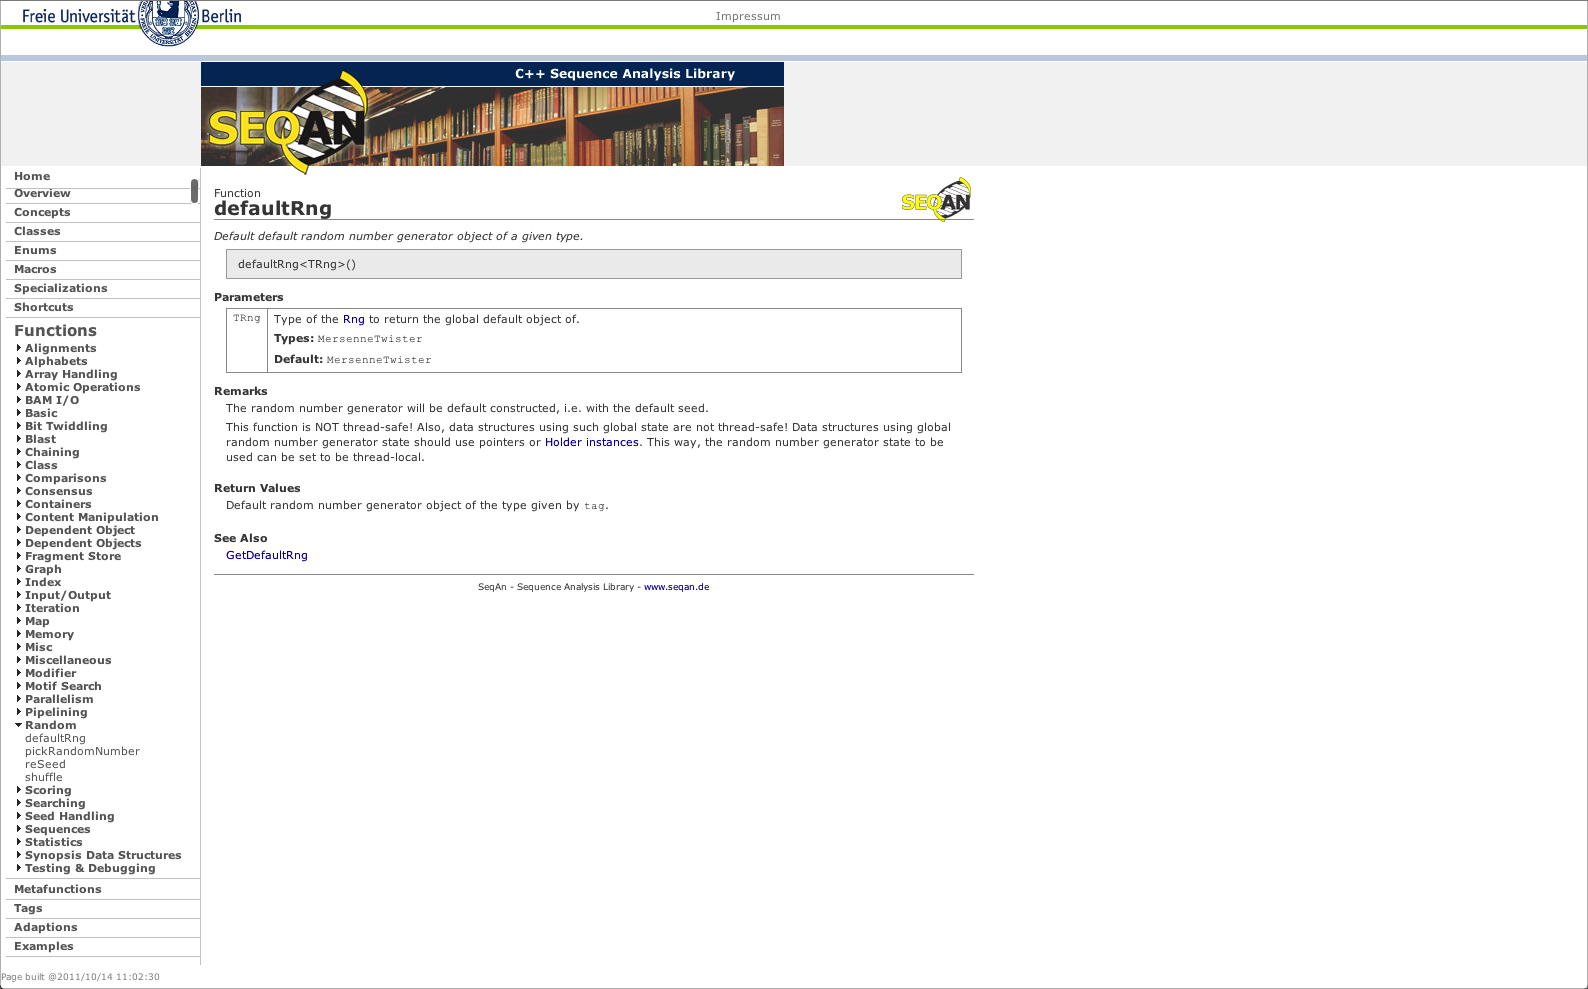 Freie Universität Berlin
Impressum
C++ Sequence Analysis Library
SEQAN
Home
Overview
Concepts
Classes
Enums
Macros
Specializations
Shortcuts
Functions
Alignments
Alphabets
Array Handling
Atomic Operations
BAM I/O
Basic
Bit Twiddling
Blast
Chaining
Class
Comparisons
Consensus
Containers
Content Manipulation
Dependent Object
Dependent Objects
Fragment Store
Graph
Index
Input/Output
Iteration
Map
Memory
Misc
Miscellaneous
Modifier
Motif Search
Parallelism
Pipelining
Random
defaultRng
pickRandomNumber
reSeed
shuffle
Scoring
Searching
Seed Handling
Sequences
Statistics
Synopsis Data Structures
Testing & Debugging
Metafunctions
Tags
Adaptions
Examples
Page built @2011/10/14 11:02:30
Function
defaultRng
SEQAN
Default default random number generator object of a given type.
defaultRng<TRng>()
Parameters
TRng Type of the Rng to return the global default object of.
Types: MersenneTwister
Default: MersenneTwister
Remarks
The random number generator will be default constructed, i.e. with the default seed.
This function is NOT thread-safe! Also, data structures using such global state are not thread-safe! Data structures using global
random number generator state should use pointers or Holder instances. This way, the random number generator state to be
used can be set to be thread-local.
Return Values
Default random number generator object of the type given by tag.
See Also
GetDefaultRng
SeqAn - Sequence Analysis Library - www.seqan.de